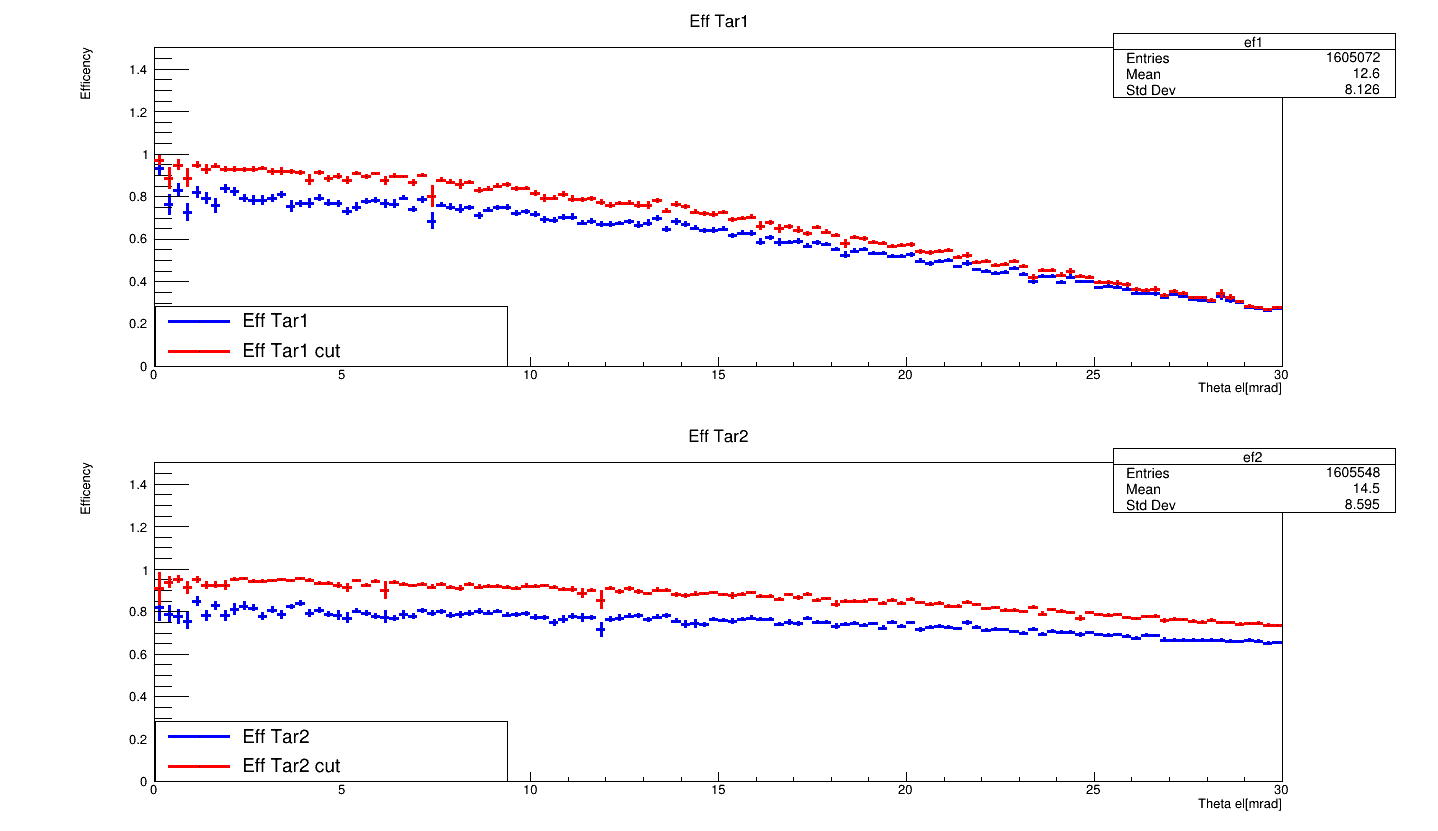 Eff Tar1
Efficency
ef1
Entries 1605072
Mean 12.6
Std Dev 8.126
1.4
1.2
1
0.8
0.6
0.4
0.2
0
Eff Tar1
Eff Tar1 cut
0 5 10 15 20 25 30
Theta el[mrad]
Eff Tar2
Efficency
ef2
Entries 1605548
Mean 14.5
Std Dev 8.595
1.4
1.2
1
0.8
0.6
0.4
0.2
0
Eff Tar2
Eff Tar2 cut
0 5 10 15 20 25 30
Theta el[mrad]